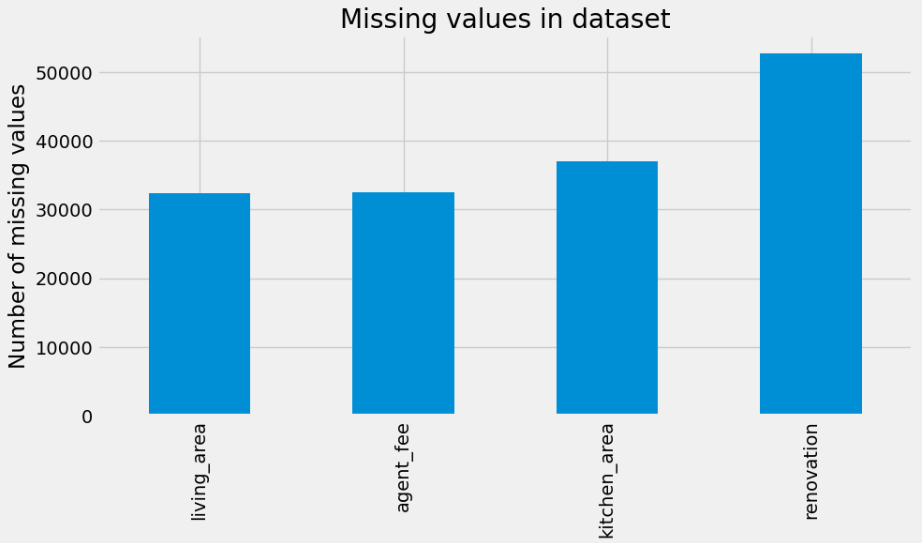 Missing values in dataset
Number of missing values
50000
40000
30000
20000
10000
0
living_area
agent_fee
kitchen_area
renovation